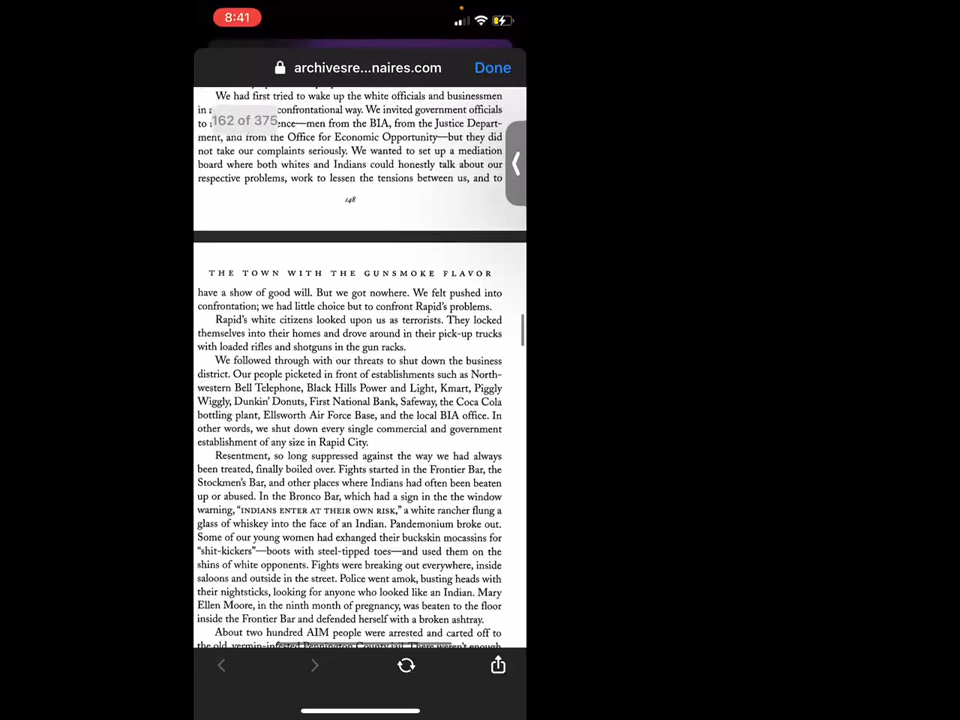 8:41
archivesre...naires.com
Done
We had first tried to wake up the white officials and businessmen
in a confrontational way. We invited government officials
162 of 375
to ence—men from the BIA, from the Justice Depart-
ment, and from the Office for Economic Opportunity—but they did
not take our complaints seriously. We wanted to set up a mediation
board where both whites and Indians could honestly talk about our
respective problems, work to lessen the tensions between us, and to
148
THE TOWN WITH THE GUNSMOKE FLAVOR
have a show of good will. But we got nowhere. We felt pushed into
confrontation; we had little choice but to confront Rapid's problems.
Rapid's white citizens looked upon us as terrorists. They locked
themselves into their homes and drove around in their pick-up trucks
with loaded rifles and shotguns in the gun racks.
We followed through with our threats to shut down the business
district. Our people picketed in front of establishments such as North-
western Bell Telephone, Black Hills Power and Light, Kmart, Piggly
Wiggly, Dunkin' Donuts, First National Bank, Safeway, the Coca Cola
bottling plant, Ellsworth Air Force Base, and the local BIA office. In
other words, we shut down every single commercial and government
establishment of any size in Rapid City.
Resentment, so long suppressed against the way we had always
been treated, finally boiled over. Fights started in the Frontier Bar, the
Stockmen's Bar, and other places where Indians had often been beaten
up or abused. In the Bronco Bar, which had a sign in the the window
warning, "INDIANS ENTER AT THEIR OWN RISK," a white rancher flung a
glass of whiskey into the face of an Indian. Pandemonium broke out.
Some of our young women had exhanged their buckskin mocassins for
"shit-kickers"—boots with steel-tipped toes—and used them on the
shins of white opponents. Fights were breaking out everywhere, inside
saloons and outside in the street. Police went amok, busting heads with
their nightsticks, looking for anyone who looked like an Indian. Mary
Ellen Moore, in the ninth month of pregnancy, was beaten to the floor
inside the Frontier Bar and defended herself with a broken ashtray.
About two hundred AIM people were arrested and carted off to
the old, vermin-infested Pennington County jail. There weren't enough